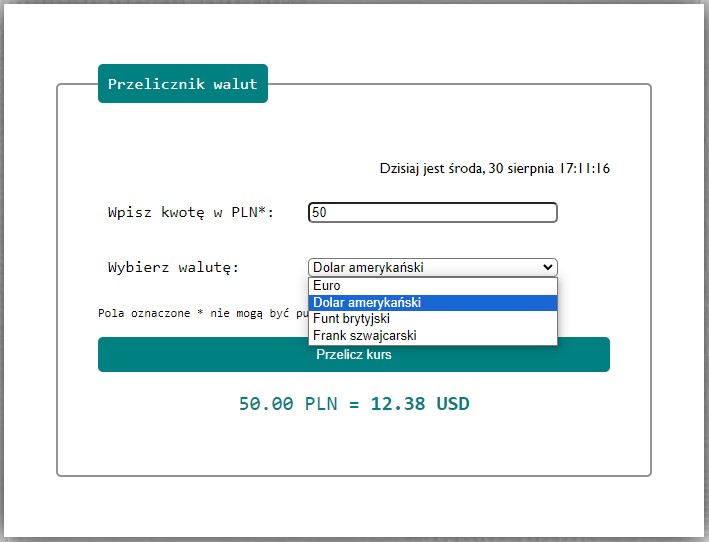 Przelicznik walut
Dzisiaj jest środa, 30 sierpnia 17:11:16
Wpisz kwotę w PLN*: 50
Wybierz walutę: Dolar amerykański
Euro
Dolar amerykański
Pola oznaczone * nie mogą być pu
Funt brytyjski
Frank szwajcarski
Przelicz kurs
50.00 PLN = 12.38 USD